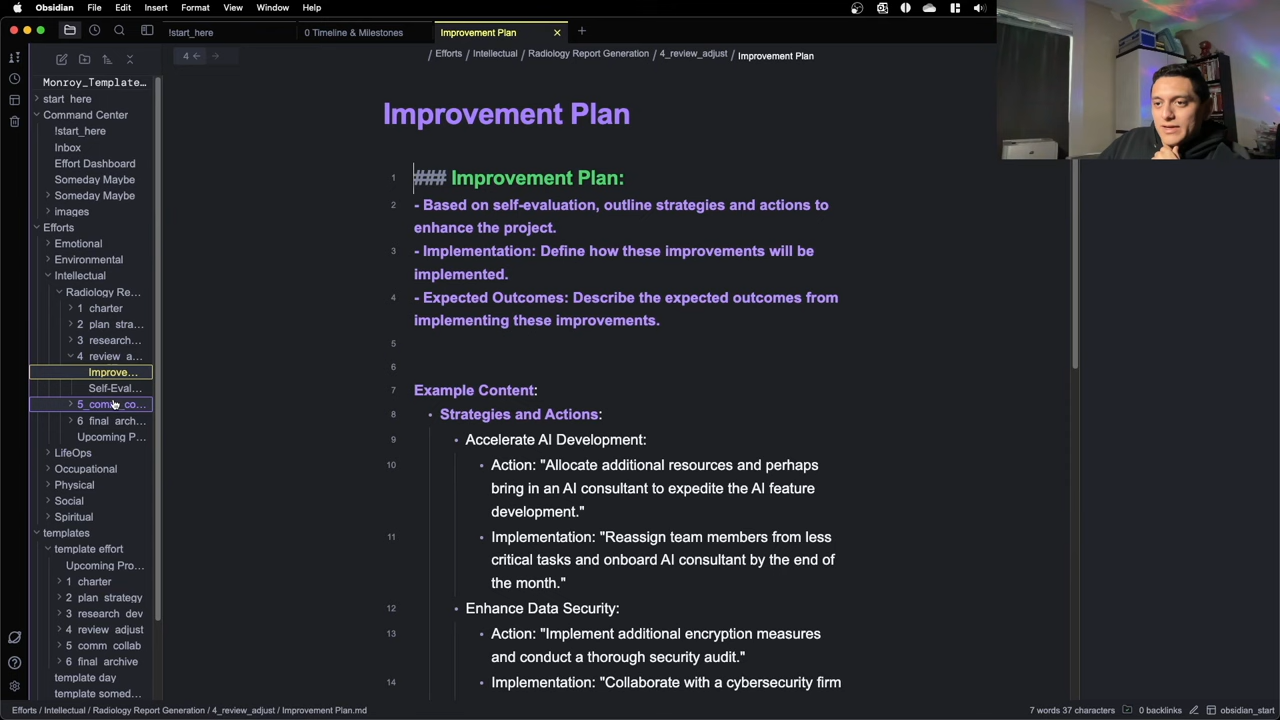 Obsidian File Edit Insert Format View Window Help
!start_here
0 Timeline & Milestones
Improvement Plan
4
/ Efforts / Intellectual / Radiology Report Generation / 4_review_adjust / Improvement Plan
Monroy_Template...
start here
Command Center
!start_here
Inbox
Effort Dashboard
Someday Maybe
Someday Maybe
images
Efforts
Emotional
Environmental
Intellectual
Radiology Re...
1 charter
2 plan stra...
3 research...
4 review a...
Improve...
Self-Eval...
5_comm_co...
6 final arch...
Upcoming P...
LifeOps
Occupational
Physical
Social
Spiritual
templates
template effort
Upcoming Pro...
1 charter
2 plan strategy
3 research dev
4 review adjust
5 comm collab
6 final archive
template day
template somed...
Improvement Plan
1 ### Improvement Plan:
2 - Based on self-evaluation, outline strategies and actions to
enhance the project.
3 - Implementation: Define how these improvements will be
implemented.
4 - Expected Outcomes: Describe the expected outcomes from
implementing these improvements.
5
6
7 Example Content:
8 • Strategies and Actions:
9 • Accelerate AI Development:
10 • Action: "Allocate additional resources and perhaps
bring in an AI consultant to expedite the AI feature
development."
11 • Implementation: "Reassign team members from less
critical tasks and onboard AI consultant by the end of
the month."
12 • Enhance Data Security:
13 • Action: "Implement additional encryption measures
and conduct a thorough security audit."
14 • Implementation: "Collaborate with a cybersecurity firm
Efforts / Intellectual / Radiology Report Generation / 4_review_adjust / Improvement Plan.md
7 words 37 characters 0 backlinks obsidian_start